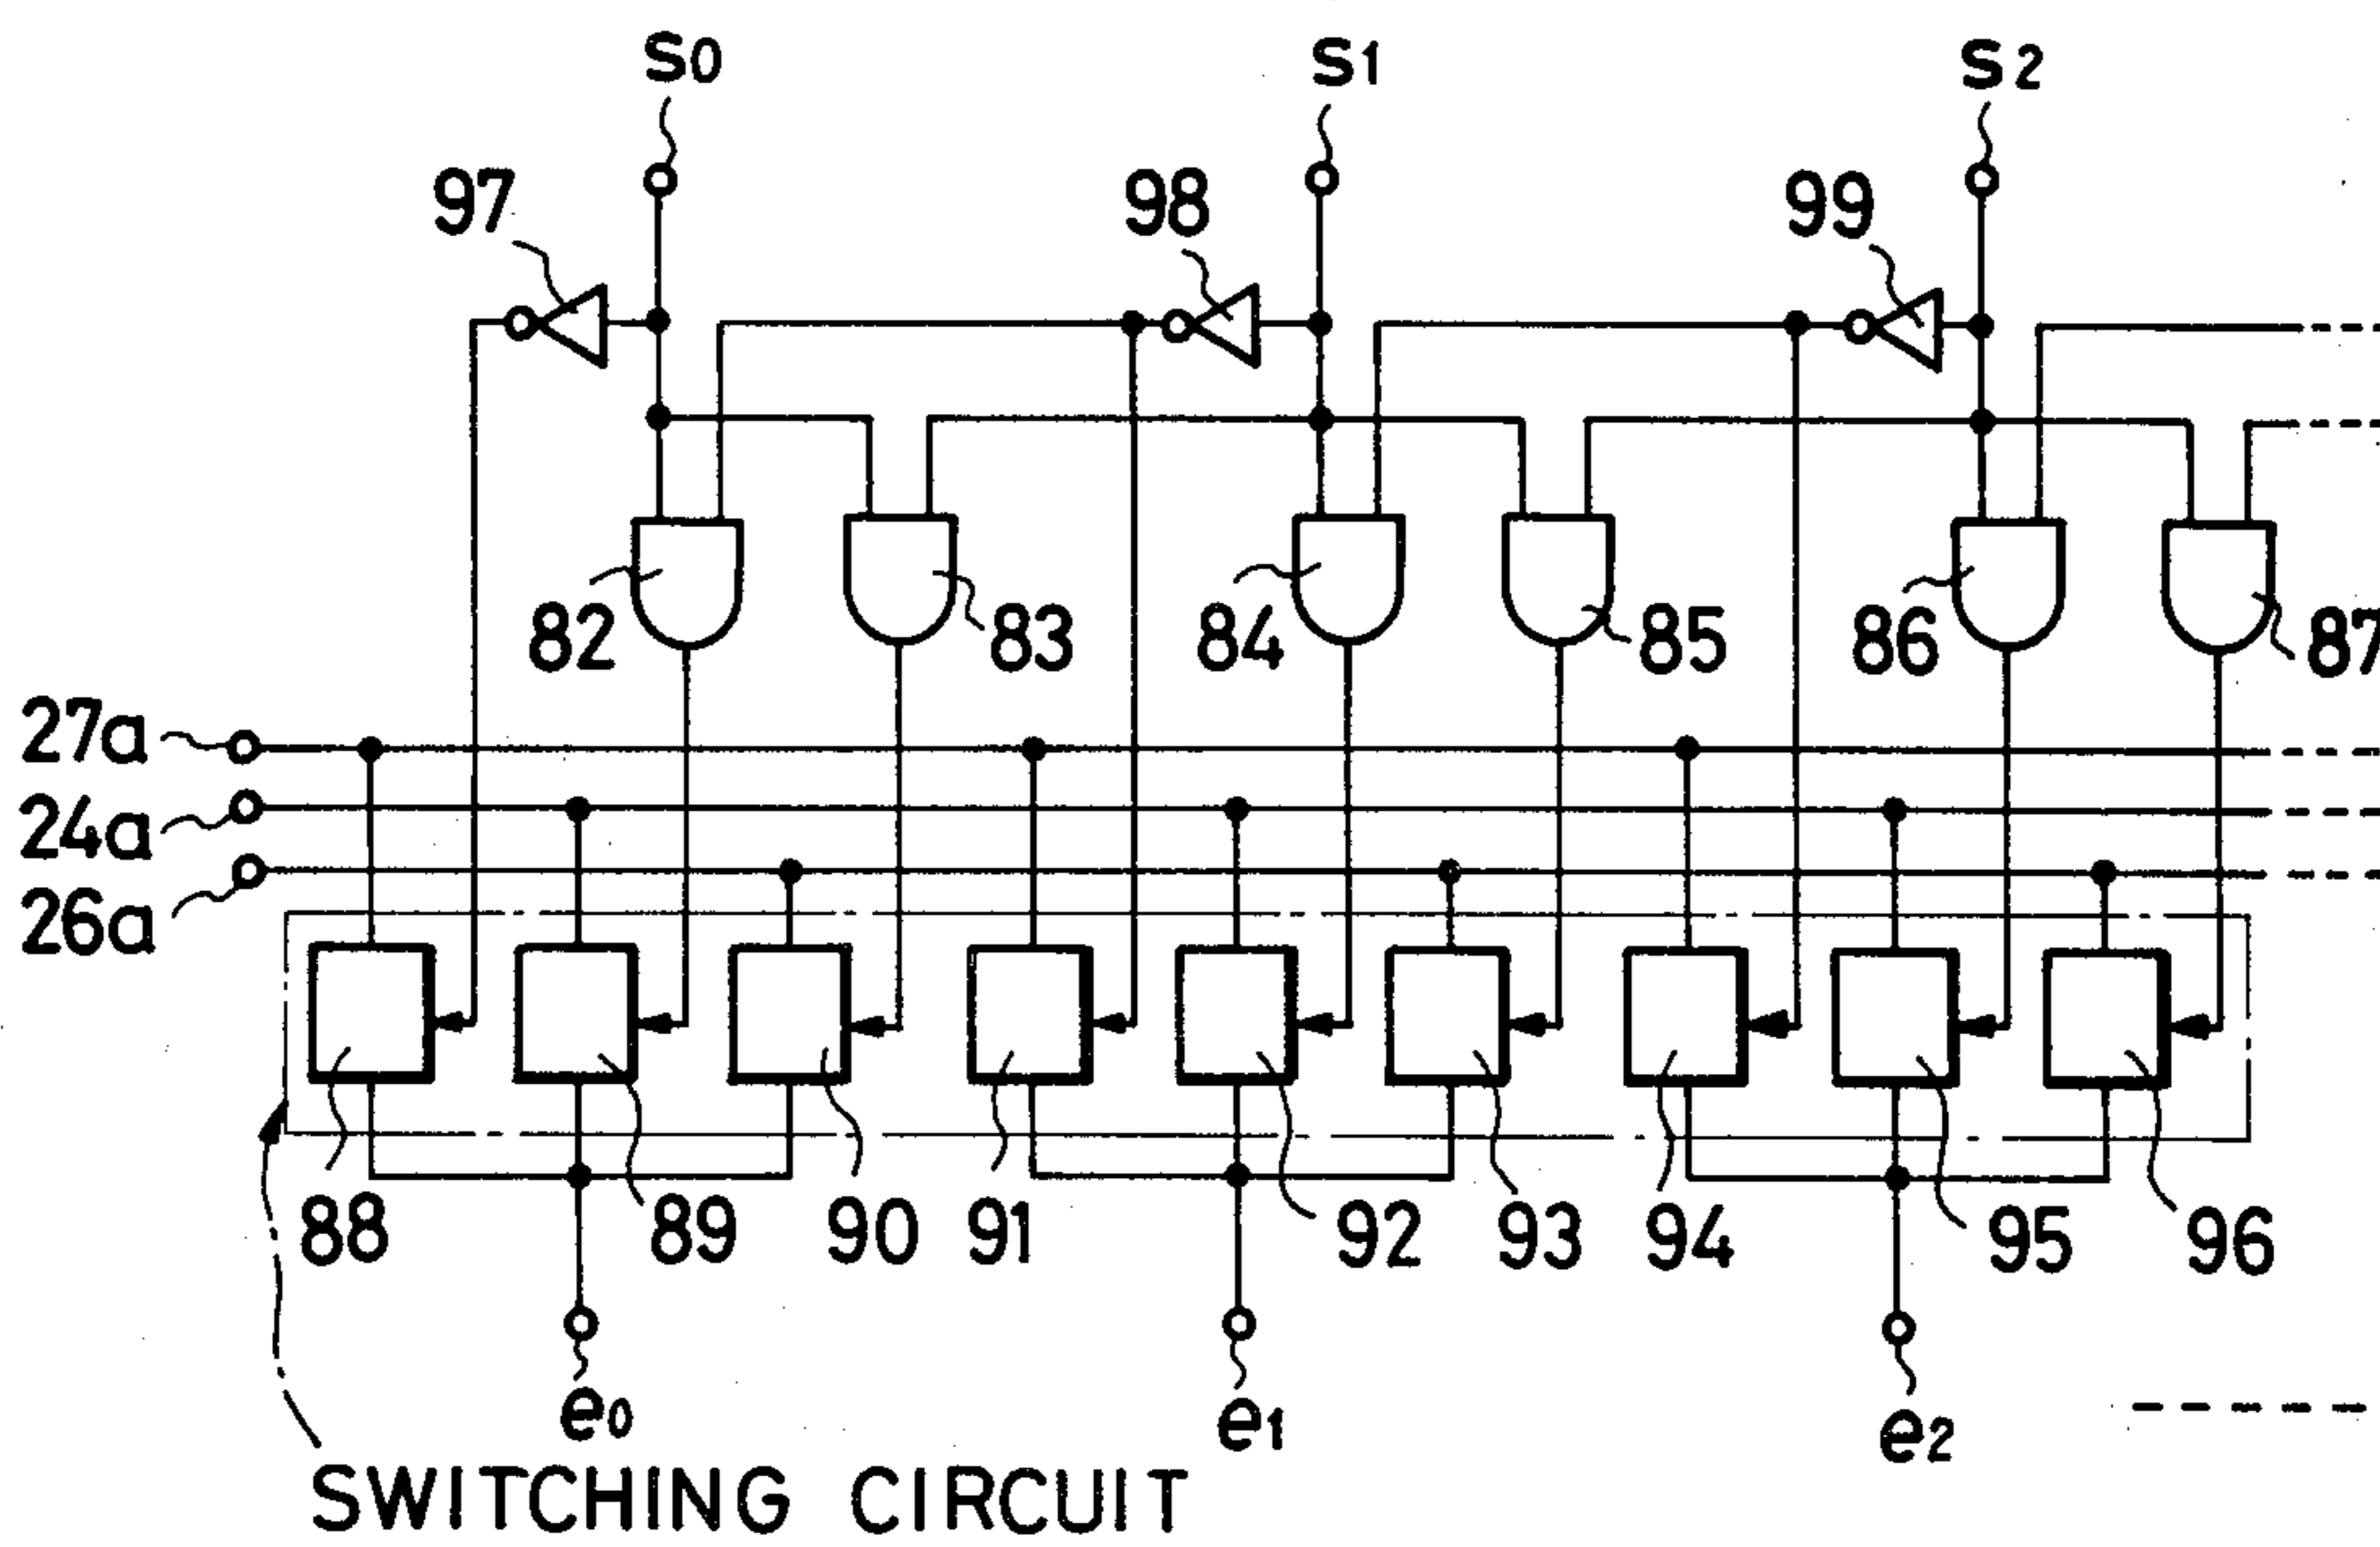 S0 S1 S2
97 98 99
82 83 84 85 86 87
27a
24a
26a
88 89 90 91 92 93 94 95 96
e0 e1 e2
SWITCHING CIRCUIT